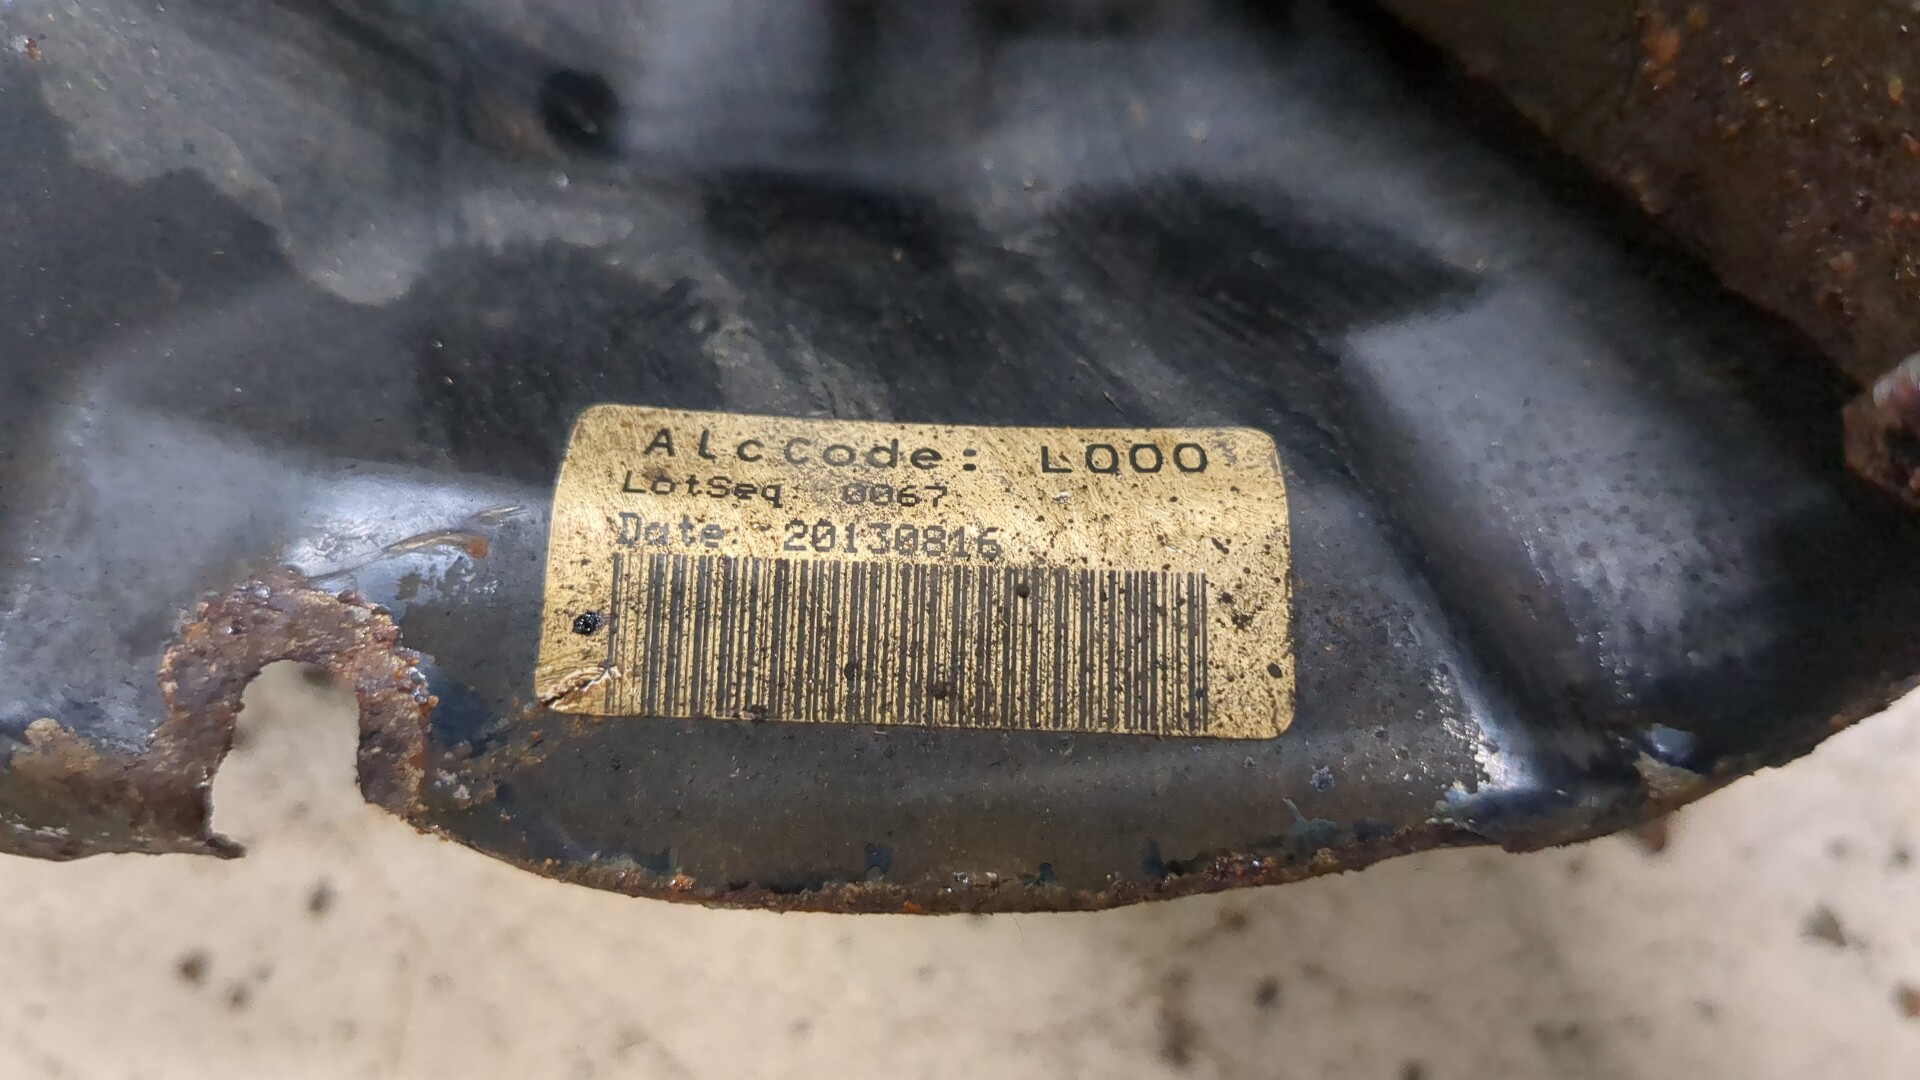 AlcCode: LQ00
LotSeq: 0067
Date: 20130816